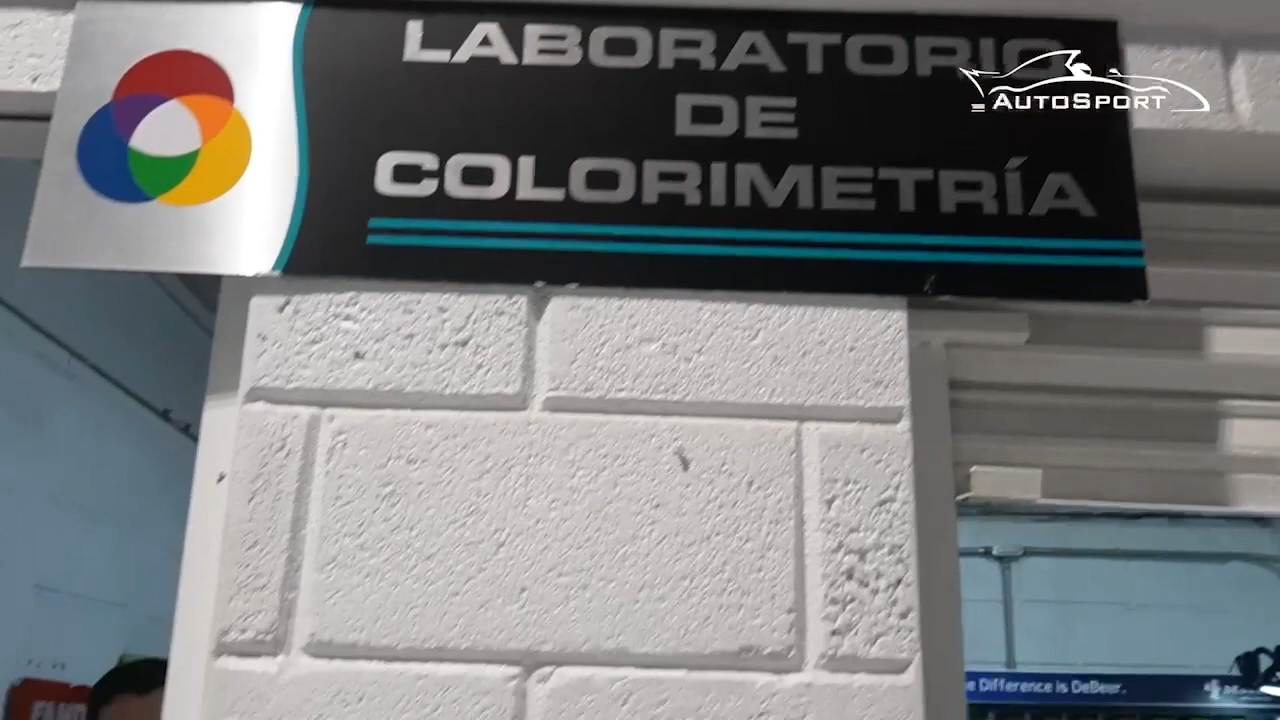 LABORATORIO
DE
COLORIMETRÍA
AUTOSPORT
e Difference is DeBeer.